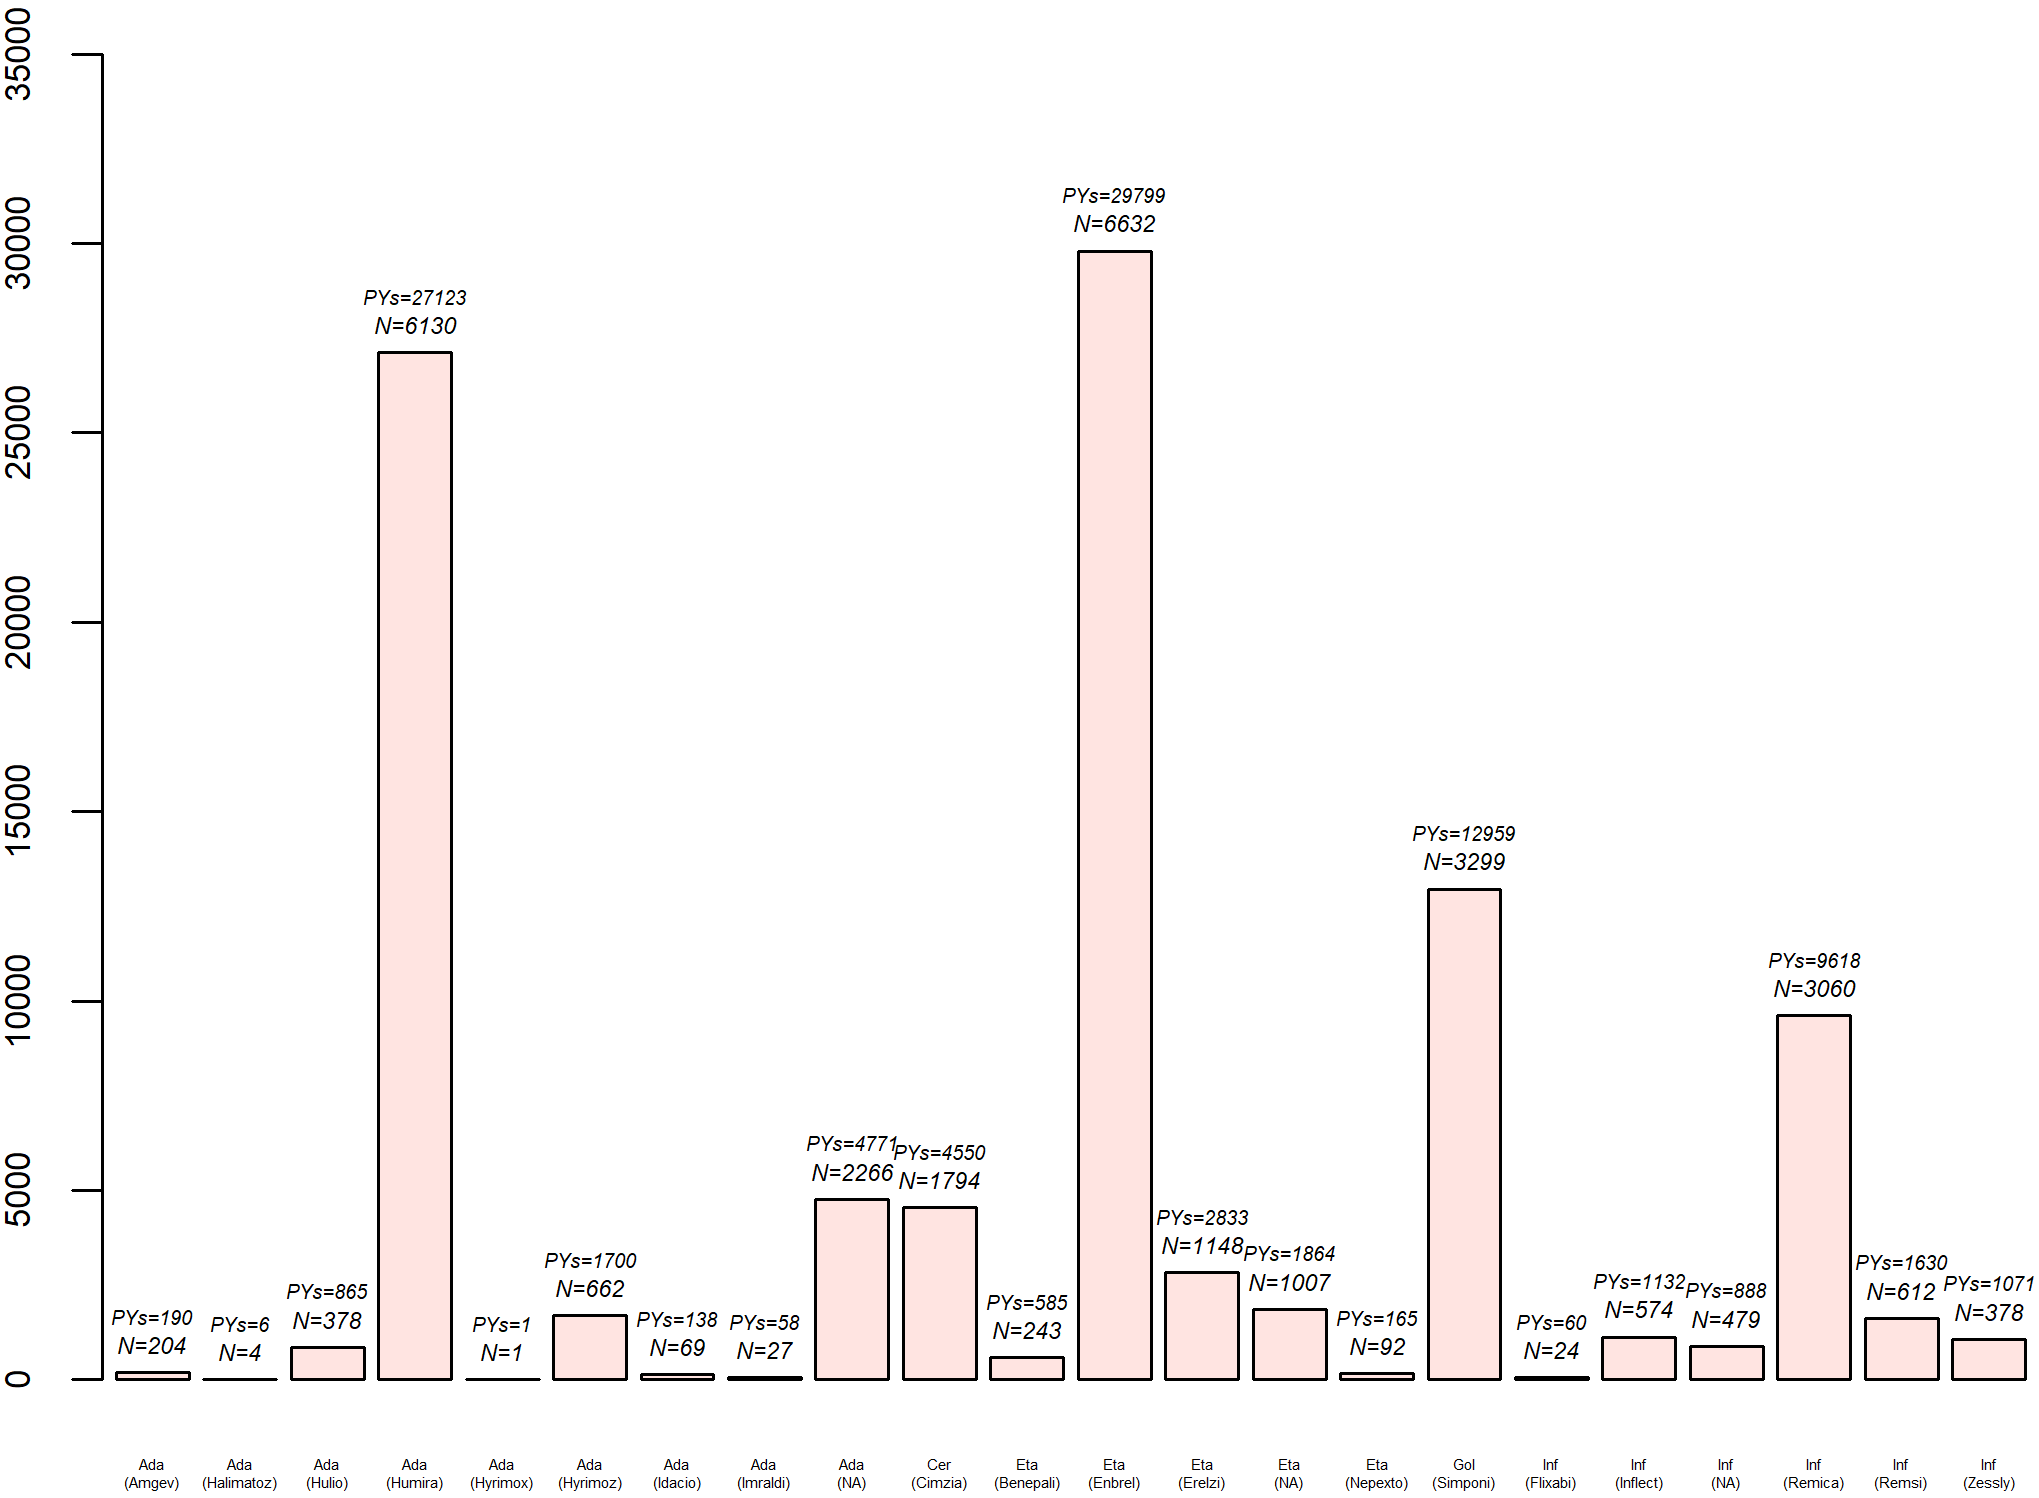 35000
30000
25000
20000
15000
10000
5000
0
PYs=190
N=204
PYs=6
N=4
PYs=865
N=378
PYs=27123
N=6130
PYs=1
N=1
PYs=1700
N=662
PYs=138
N=69
PYs=58
N=27
PYs=4771
N=2266
PYs=4550
N=1794
PYs=585
N=243
PYs=29799
N=6632
PYs=2833
N=1148
PYs=1864
N=1007
PYs=165
N=92
PYs=12959
N=3299
PYs=60
N=24
PYs=1132
N=574
PYs=888
N=479
PYs=9618
N=3060
PYs=1630
N=612
PYs=1071
N=378
Ada
(Amgev)
Ada
(Halimatoz)
Ada
(Hulio)
Ada
(Humira)
Ada
(Hyrimox)
Ada
(Hyrimoz)
Ada
(Idacio)
Ada
(Imraldi)
Ada
(NA)
Cer
(Cimzia)
Eta
(Benepali)
Eta
(Enbrel)
Eta
(Erelzi)
Eta
(NA)
Eta
(Nepexto)
Gol
(Simponi)
Inf
(Flixabi)
Inf
(Inflect)
Inf
(NA)
Inf
(Remica)
Inf
(Remsi)
Inf
(Zessly)